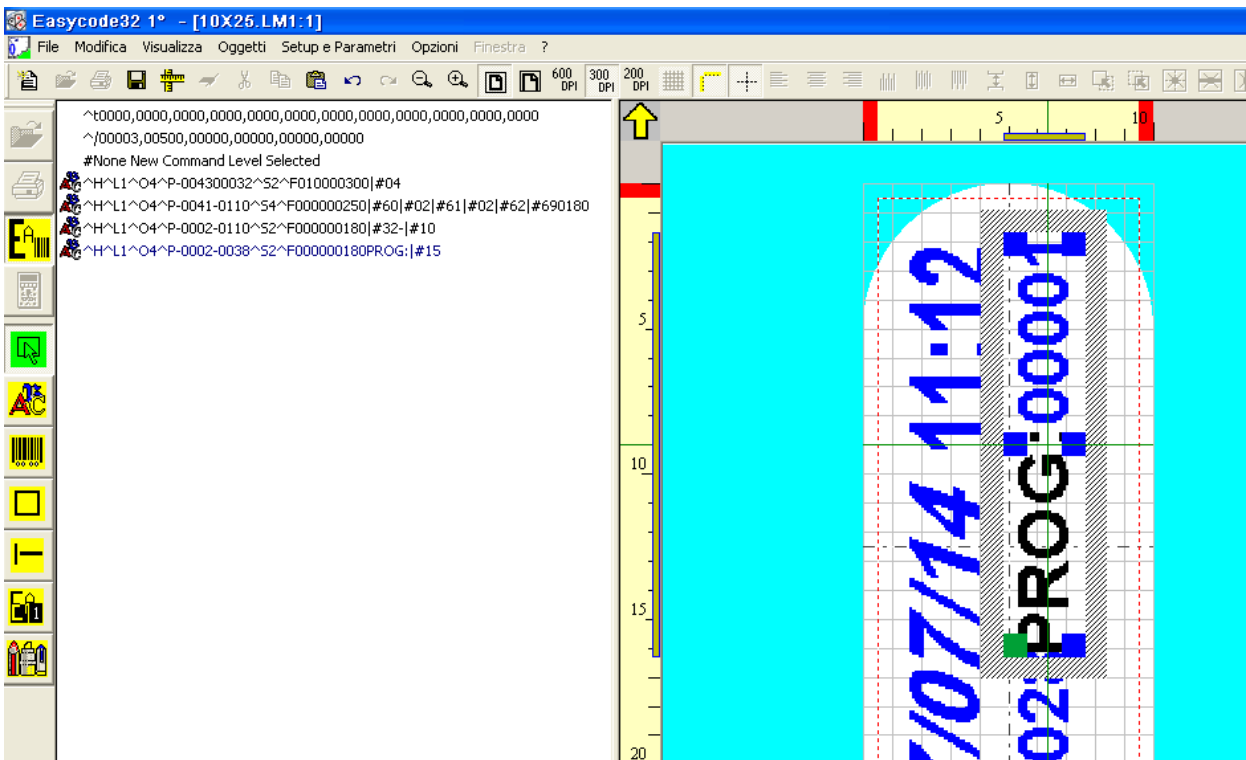 Easycode32 1° - [10X25.LM1:1]
File Modifica Visualizza Oggetti Setup e Parametri Opzioni Finestra ?
600 DPI 300 DPI 200 DPI
^t0000,0000,0000,0000,0000,0000,0000,0000,0000,0000,0000,0000
^/00003,00500,00000,00000,00000,00000
#None New Command Level Selected
^H^L1^O4^P-004300032^S2^F010000300|#04
^H^L1^O4^P-0041-0110^S4^F000000250|#60|#02|#61|#02|#62|#690180
^H^L1^O4^P-0002-0110^S2^F000000180|#32-|#10
^H^L1^O4^P-0002-0038^S2^F000000180PROG:|#15
5 10
5
10
15
20
/07/14 11:12
PROG:00001
02